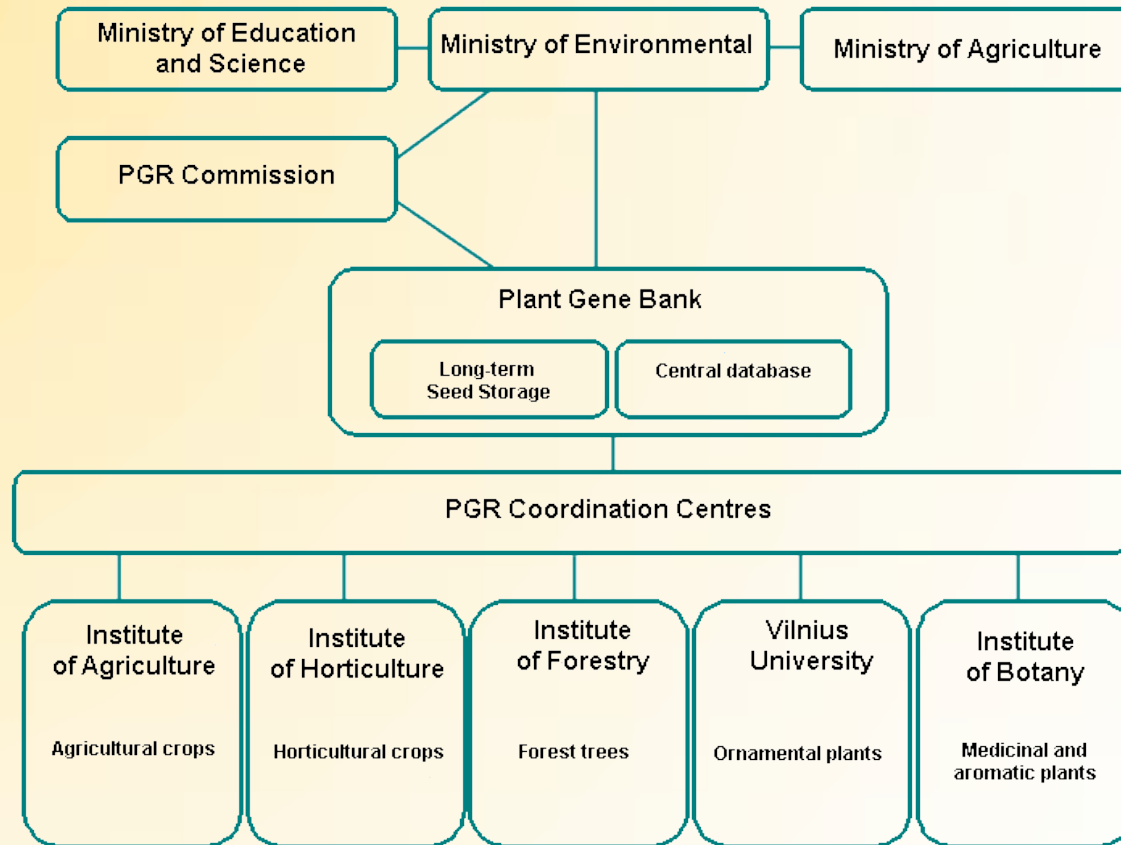 Ministry of Education
and Science
Ministry of Environmental
Ministry of Agriculture
PGR Commission
Plant Gene Bank
Long-term
Seed Storage
Central database
PGR Coordination Centres
Institute
of Agriculture
Agricultural crops
Institute
of Horticulture
Horticultural crops
Institute
of Forestry
Forest trees
Vilnius
University
Ornamental plants
Institute
of Botany
Medicinal and
aromatic plants